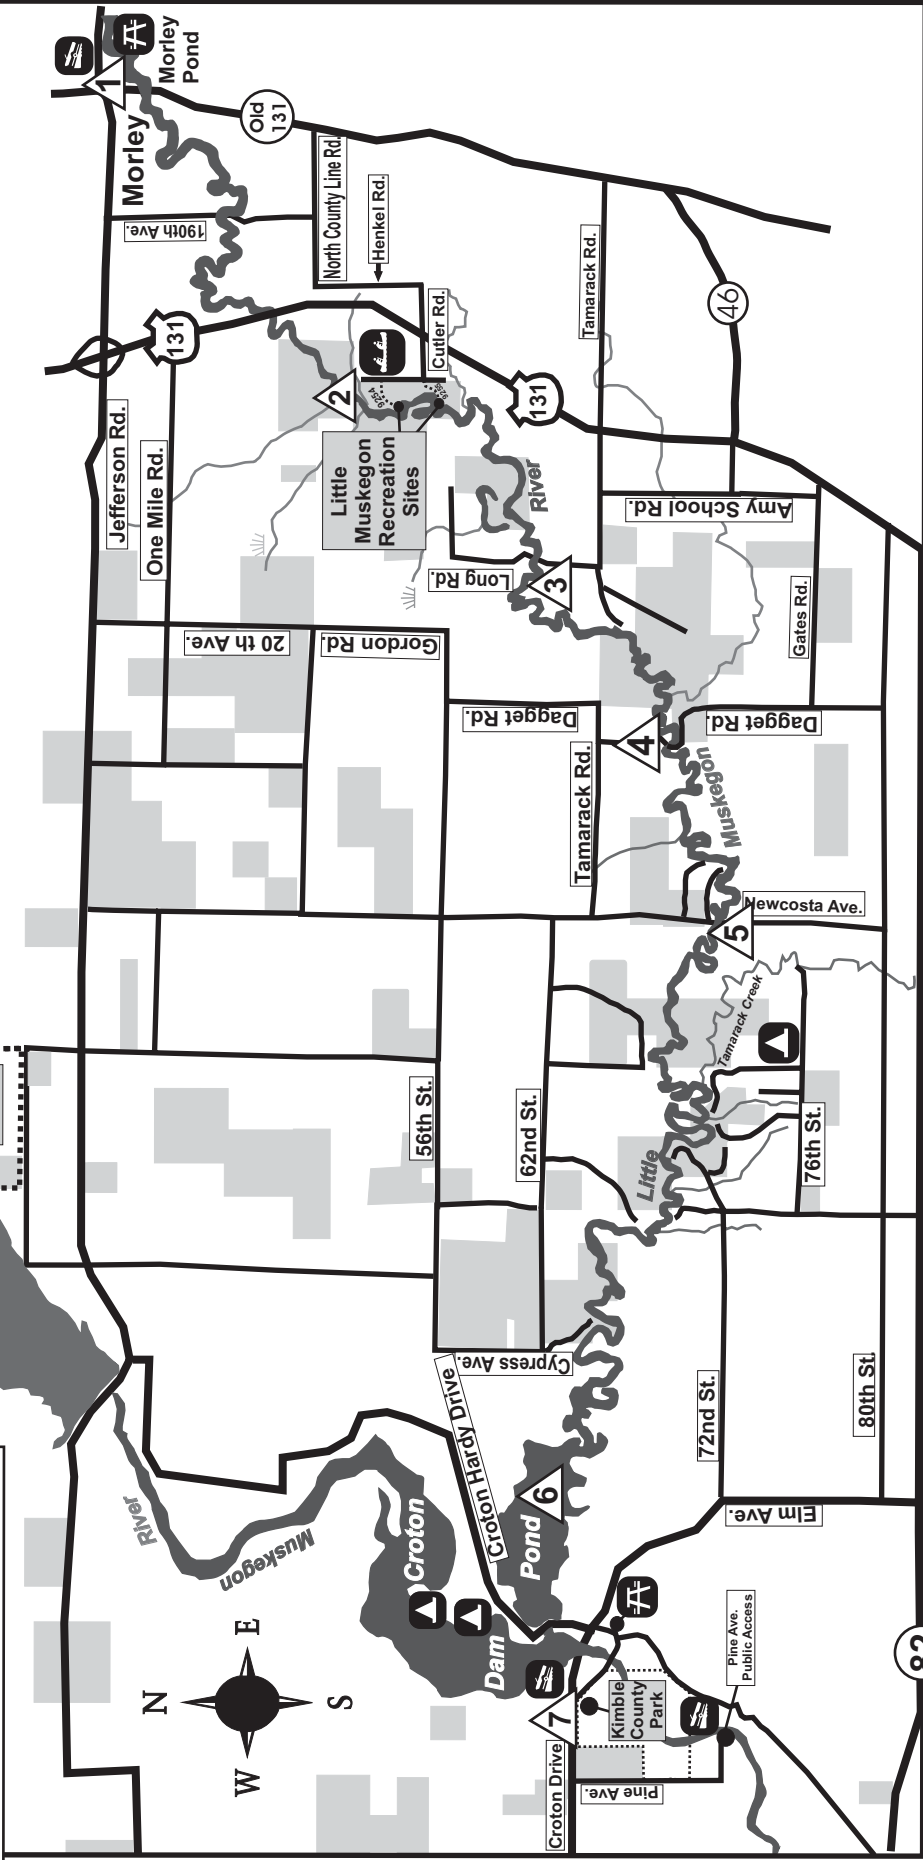 Morley
Pond
1
Morley
Old
131
190th Ave.
North County Line Rd.
Henkel Rd.
131
Cutler Rd.
Tamarack Rd.
46
2
9254
Little
Muskegon
Recreation
Sites
131
Jefferson Rd.
One Mile Rd.
River
Amy School Rd.
Long Rd.
3
Gates Rd.
20 th Ave.
Gordon Rd.
Dagget Rd.
Dagget Rd.
4
Tamarack Rd.
Muskegon
Newcosta Ave.
5
Tamarack Creek
56th St.
62nd St.
76th St.
Little
Cypress Ave.
Croton Hardy Drive
72nd St.
80th St.
River
Muskegon
Croton
Pond
6
Elm Ave.
Dam
N
E
S
W
7
Kimble
County
Park
Pine Ave.
Public Access
Croton Drive
Pine Ave.
82